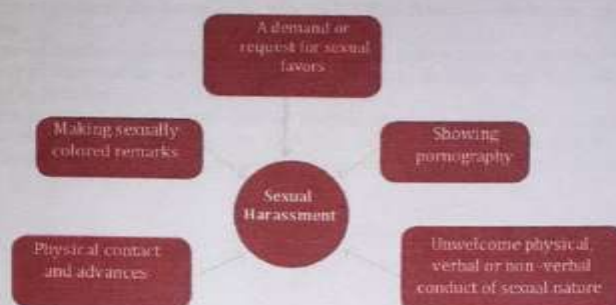 A demand or
request for sexual
favors
Making sexually
colored remarks
Showing
pornography
Sexual
Harassment
Physical contact
and advances
Unwelcome physical,
verbal or non-verbal
conduct of sexual nature